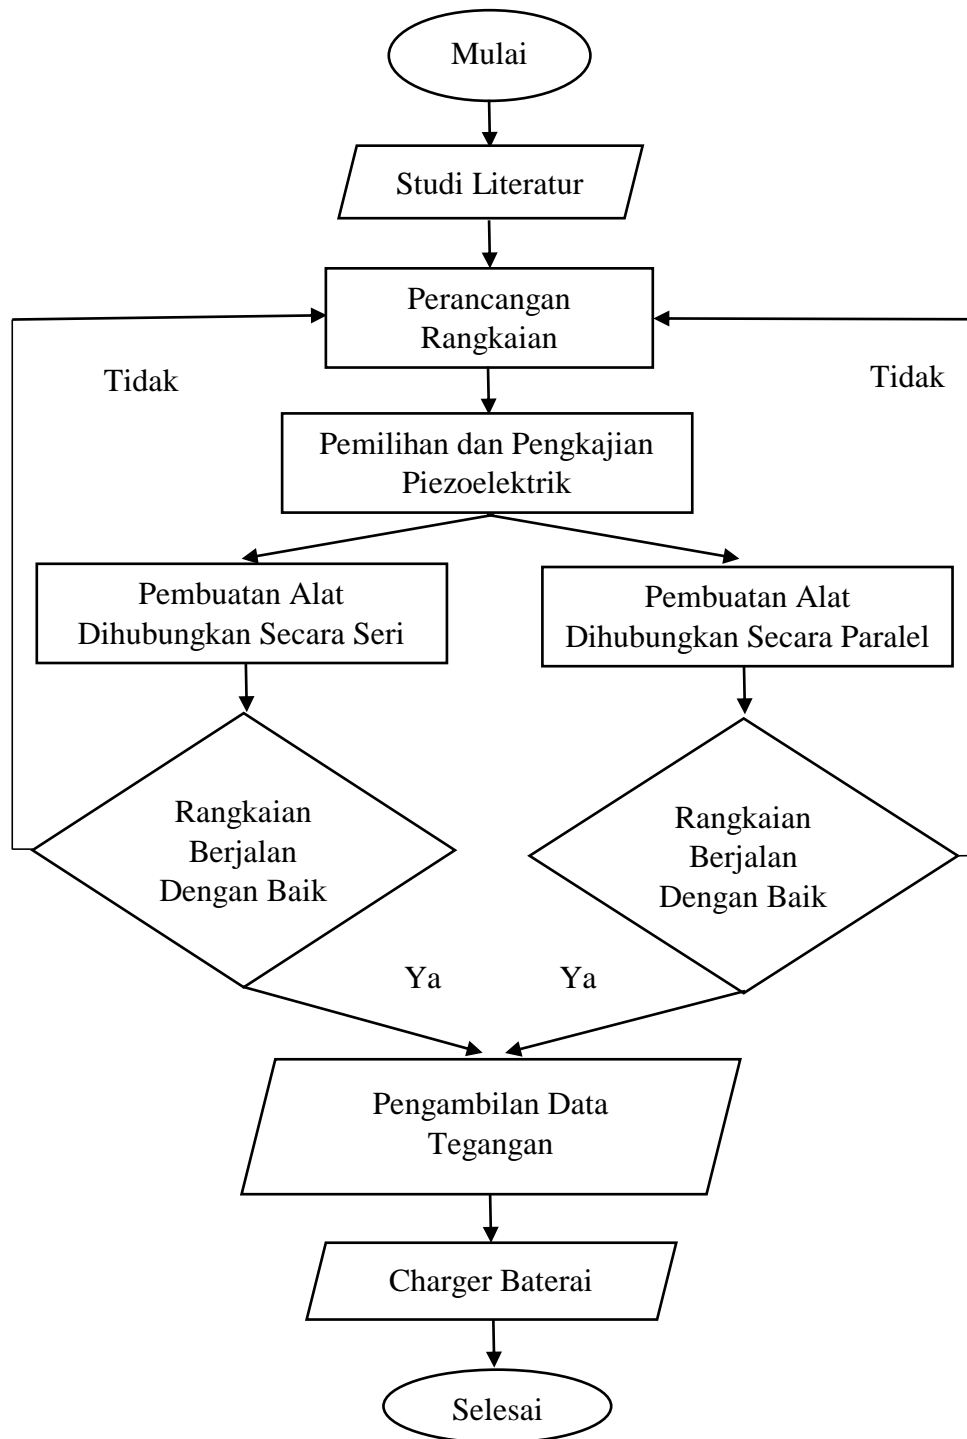 Mulai
Studi Literatur
Perancangan
Rangkaian
Tidak
Tidak
Pemilihan dan Pengkajian
Piezoelektrik
Pembuatan Alat
Dihubungkan Secara Seri
Pembuatan Alat
Dihubungkan Secara Paralel
Rangkaian
Berjalan
Dengan Baik
Rangkaian
Berjalan
Dengan Baik
Ya
Ya
Pengambilan Data
Tegangan
Charger Baterai
Selesai